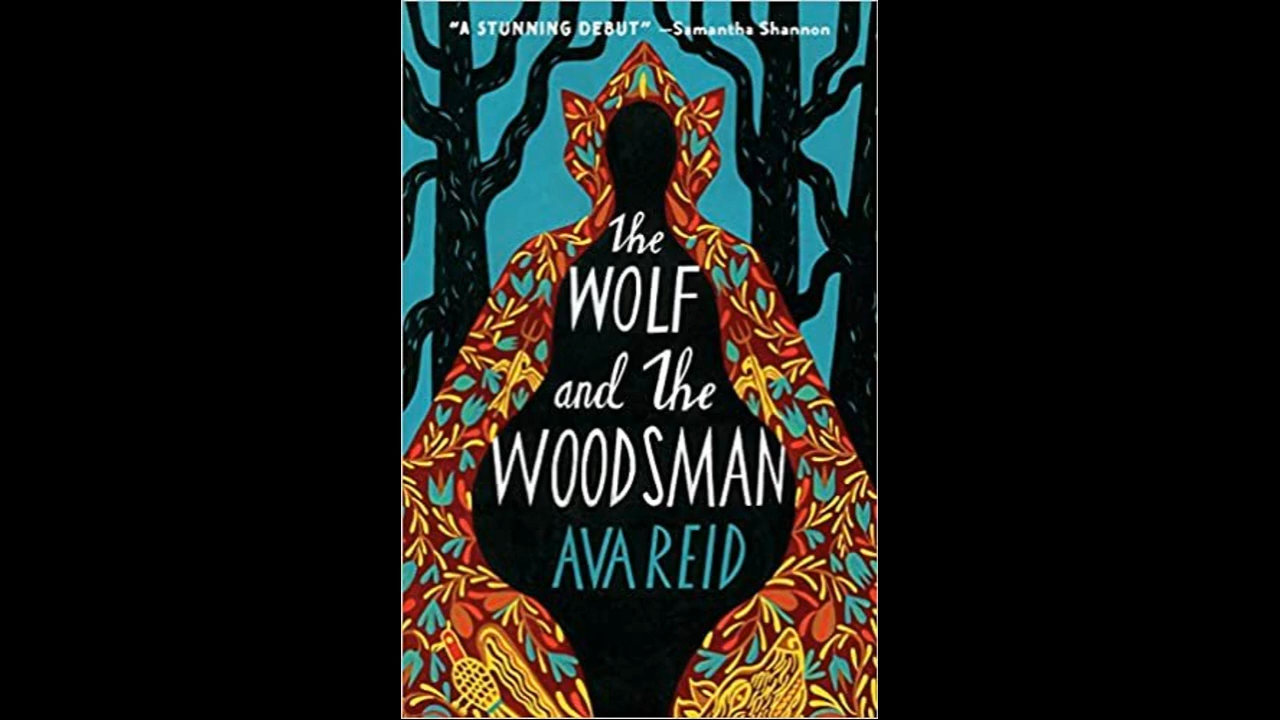 “A STUNNING DEBUT” —Samantha Shannon
The
WOLF
and The
WOODSMAN
AVA REID